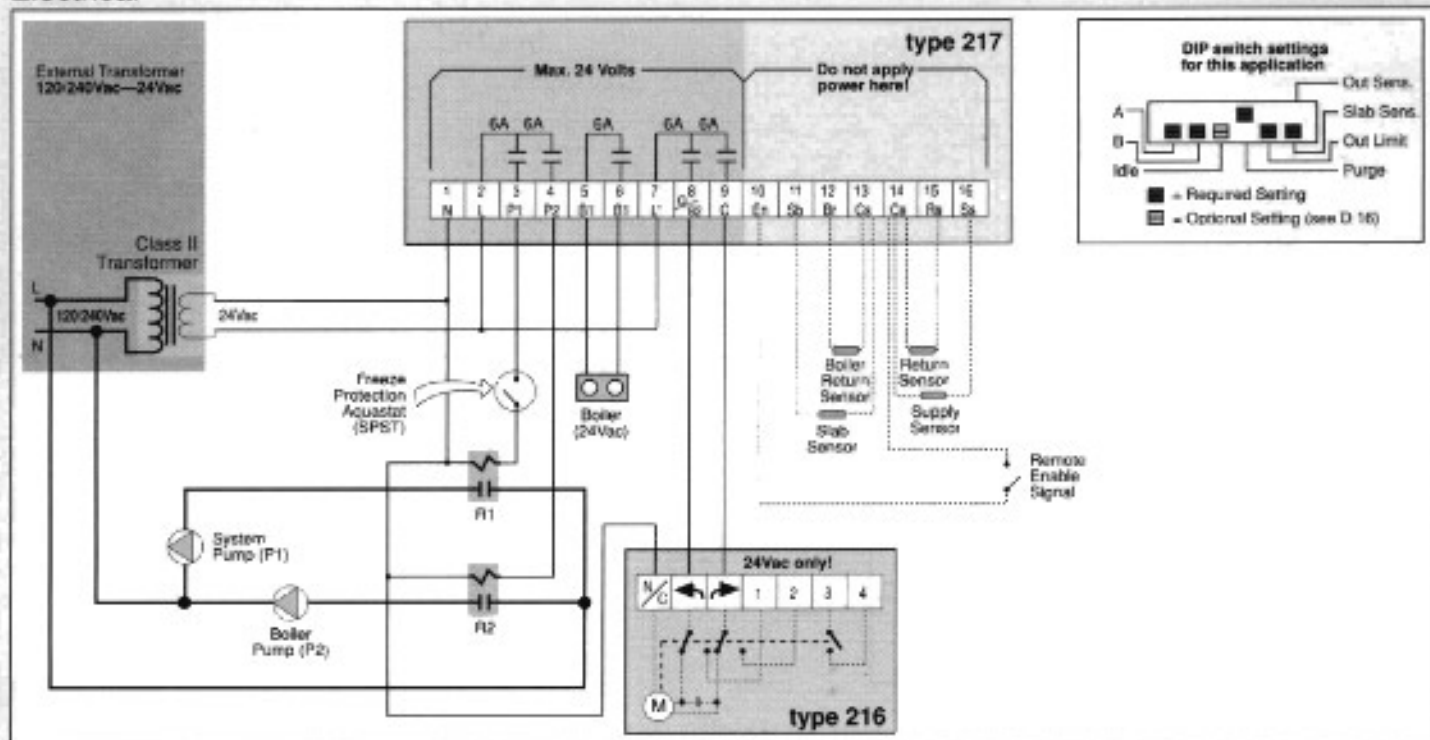 External Transformer
120/240Vac—24Vac
Class II
Transformer
L
120/240Vac
N
24Vac
type 217
Max. 24 Volts
Do not apply
power here!
6A 6A 6A 6A 6A
1 2 3 4 5 6 7 8 9 10 11 12 13 14 15 16
N L P1 P2 B1 B1 L' C En Sb Br Ra Ss
Freeze
Protection
Aquastat
(SPST)
Boiler
(24Vac)
Boiler
Return
Sensor
Return
Sensor
Slab
Sensor
Supply
Sensor
Remote
Enable
Signal
R1
System
Pump (P1)
R2
Boiler
Pump (P2)
24Vac only!
N/C 1 2 3 4
M
type 216
DIP switch settings
for this application
Out Sens.
A
Slab Sens.
B
Out Limit
Idle
Purge
= Required Setting
= Optional Setting (see D 16)